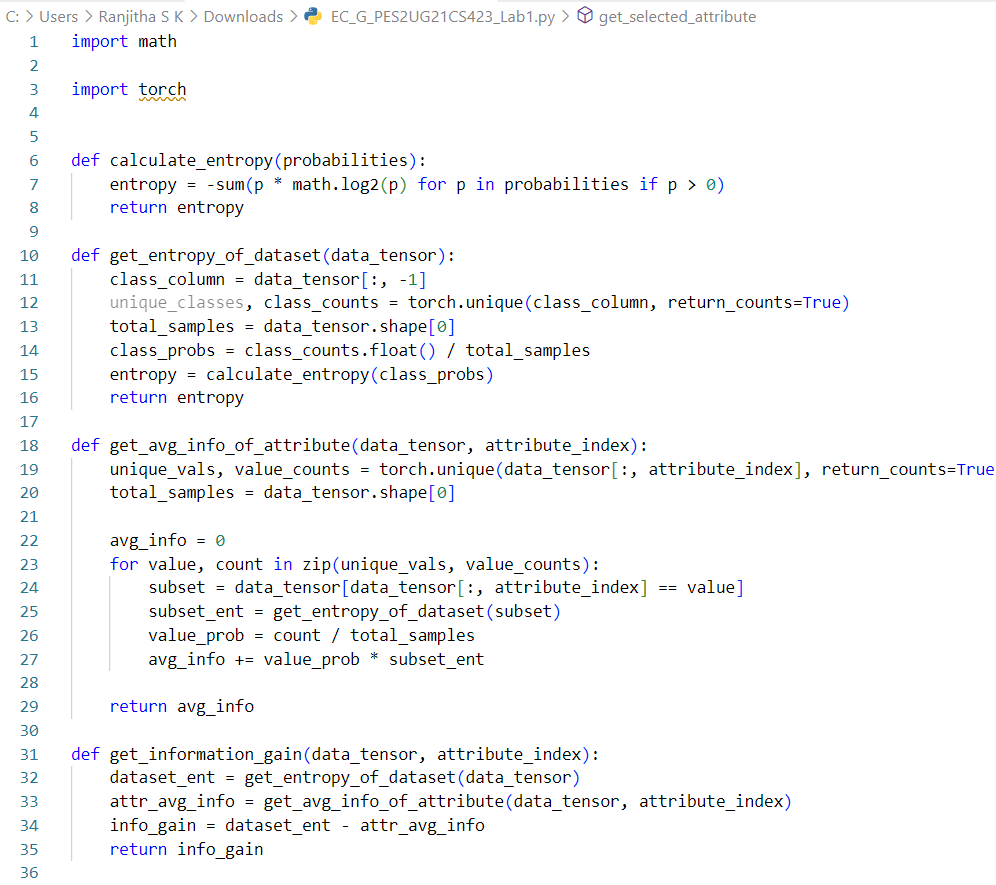 C: > Users > Ranjitha S K > Downloads > EC_G_PES2UG21CS423_Lab1.py > get_selected_attribute
1 import math
2
3 import torch
4
5
6 def calculate_entropy(probabilities):
7     entropy = -sum(p * math.log2(p) for p in probabilities if p > 0)
8     return entropy
9
10 def get_entropy_of_dataset(data_tensor):
11     class_column = data_tensor[:, -1]
12     unique_classes, class_counts = torch.unique(class_column, return_counts=True)
13     total_samples = data_tensor.shape[0]
14     class_probs = class_counts.float() / total_samples
15     entropy = calculate_entropy(class_probs)
16     return entropy
17
18 def get_avg_info_of_attribute(data_tensor, attribute_index):
19     unique_vals, value_counts = torch.unique(data_tensor[:, attribute_index], return_counts=True
20     total_samples = data_tensor.shape[0]
21
22     avg_info = 0
23     for value, count in zip(unique_vals, value_counts):
24         subset = data_tensor[data_tensor[:, attribute_index] == value]
25         subset_ent = get_entropy_of_dataset(subset)
26         value_prob = count / total_samples
27         avg_info += value_prob * subset_ent
28
29     return avg_info
30
31 def get_information_gain(data_tensor, attribute_index):
32     dataset_ent = get_entropy_of_dataset(data_tensor)
33     attr_avg_info = get_avg_info_of_attribute(data_tensor, attribute_index)
34     info_gain = dataset_ent - attr_avg_info
35     return info_gain
36